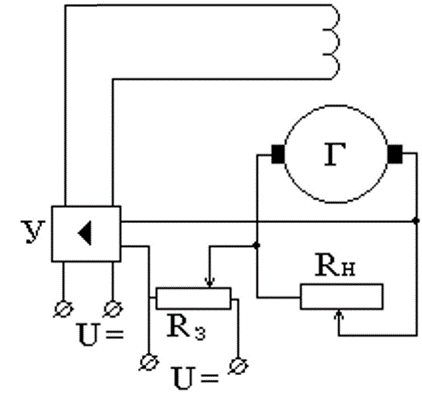 Г
У
Rн
Rз
U=
U=